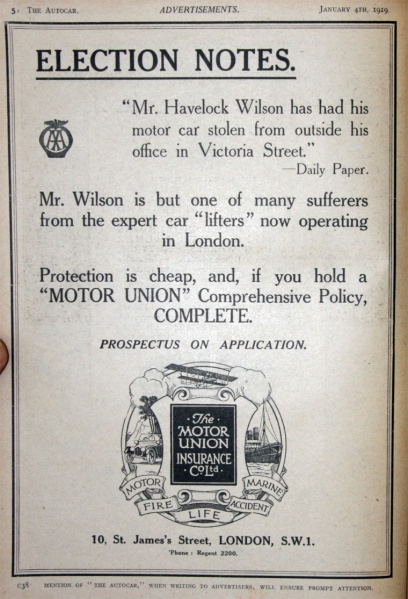 5 THE AUTOCAR. ADVERTISEMENTS. JANUARY 4TH, 1919.
ELECTION NOTES.
"Mr. Havelock Wilson has had his
motor car stolen from outside his
office in Victoria Street."
—Daily Paper.
AA
Mr. Wilson is but one of many sufferers
from the expert car "lifters" now operating
in London.
Protection is cheap, and, if you hold a
"MOTOR UNION" Comprehensive Policy,
COMPLETE.
PROSPECTUS ON APPLICATION.
The
MOTOR
UNION
INSURANCE
Co Ltd
MOTOR MARINE
FIRE ACCIDENT
LIFE
10, St. James's Street, LONDON, S.W.1.
'Phone: Regent 2200.
C38 MENTION OF "THE AUTOCAR," WHEN WRITING TO ADVERTISERS, WILL ENSURE PROMPT ATTENTION.